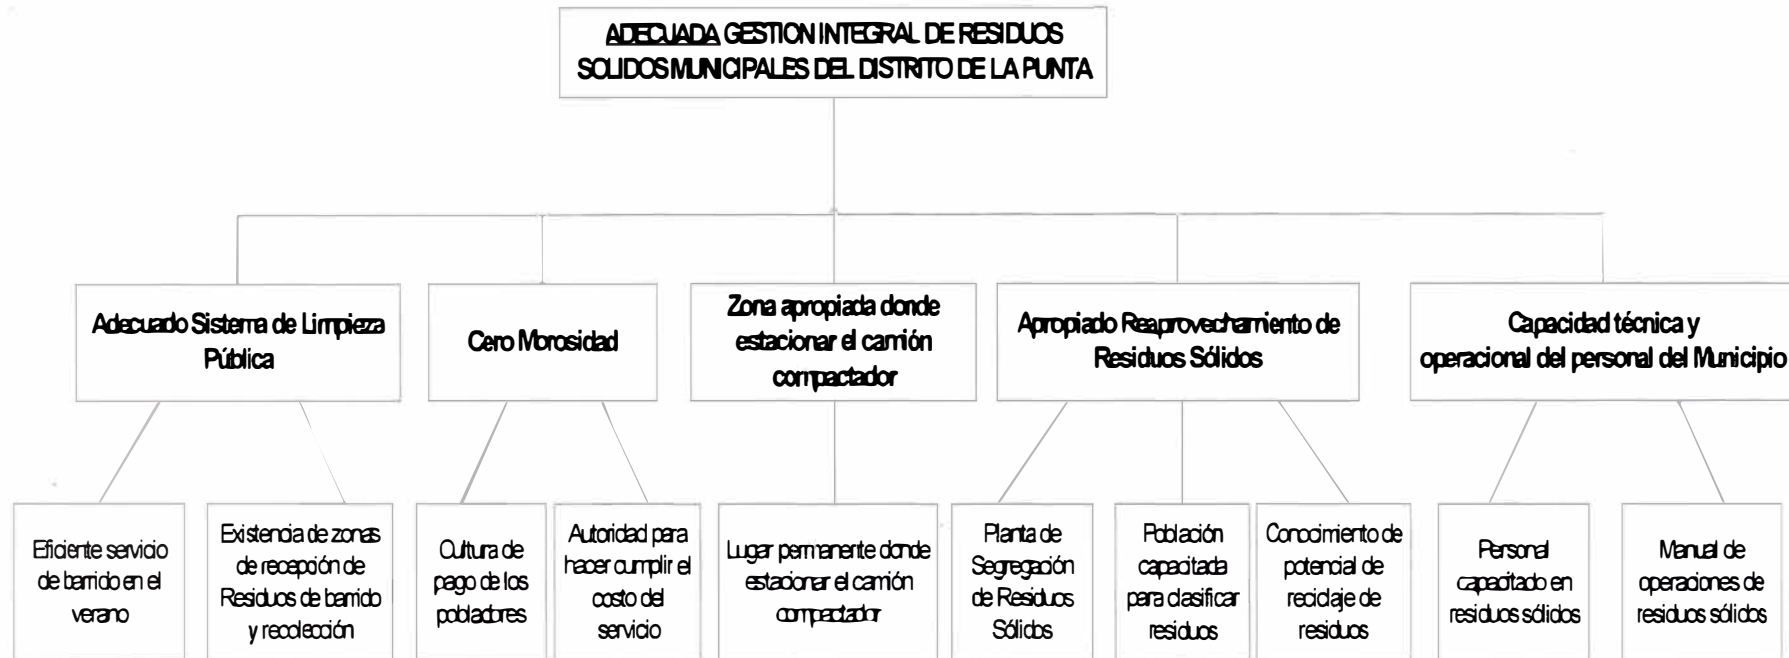 ADECUADA GESTION INTEGRAL DE RESIDUOS
SOLIDOS MUNICIPALES DEL DISTRITO DE LA PUNTA
Adecuado Sistema de Limpieza
Pública
Cero Morosidad
Zona apropiada donde
estacionar el camión
compactador
Apropiado Reaprovechamiento de
Residuos Sólidos
Capacidad técnica y
operacional del personal del Municipio
Eficiente servicio
de barrido en el
verano
Existencia de zonas
de recepción de
Residuos de barrido
y recolección
Cultura de
pago de los
pobladores
Autoridad para
hacer cumplir el
costo del
servicio
Lugar permanente donde
estacionar el camión
compactador
Planta de
Segregación
de Residuos
Sólidos
Población
capacitada
para clasificar
residuos
Conocimiento de
potencial de
reciclaje de
residuos
Personal
capacitado en
residuos sólidos
Manual de
operaciones de
residuos sólidos